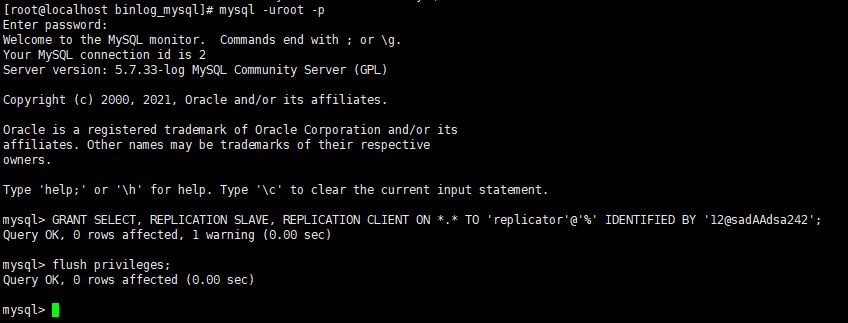 [root@localhost binlog_mysql]# mysql -uroot -p
Enter password:
Welcome to the MySQL monitor.  Commands end with ; or \g.
Your MySQL connection id is 2
Server version: 5.7.33-log MySQL Community Server (GPL)
Copyright (c) 2000, 2021, Oracle and/or its affiliates.
Oracle is a registered trademark of Oracle Corporation and/or its
affiliates. Other names may be trademarks of their respective
owners.
Type 'help;' or '\h' for help. Type '\c' to clear the current input statement.
mysql> GRANT SELECT, REPLICATION SLAVE, REPLICATION CLIENT ON *.* TO 'replicator'@'%' IDENTIFIED BY '12@sadAAdsa242';
Query OK, 0 rows affected, 1 warning (0.00 sec)
mysql> flush privileges;
Query OK, 0 rows affected (0.00 sec)
mysql>